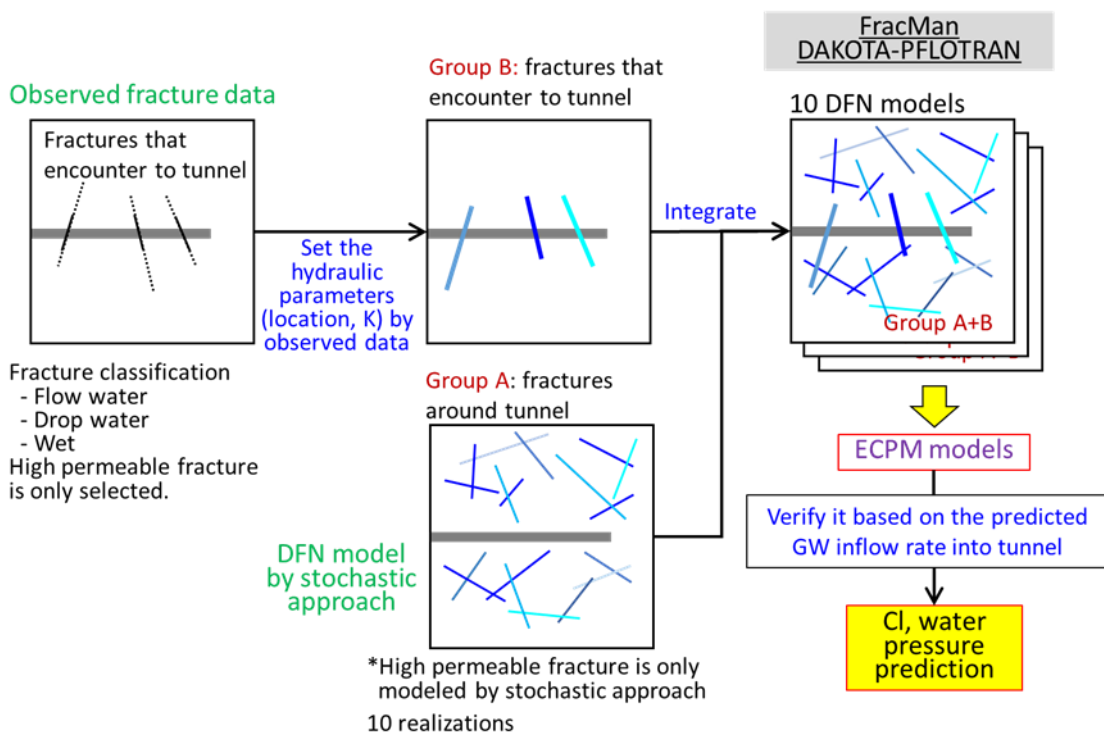 FracMan
DAKOTA-PFLOTRAN
Observed fracture data
Fractures that
encounter to tunnel
Fracture classification
- Flow water
- Drop water
- Wet
High permeable fracture
is only selected.
Set the
hydraulic
parameters
(location, K) by
observed data
Group B: fractures that
encounter to tunnel
Integrate
Group A: fractures
around tunnel
DFN model
by stochastic
approach
*High permeable fracture is only
modeled by stochastic approach
10 realizations
10 DFN models
Group A+B
ECPM models
Verify it based on the predicted
GW inflow rate into tunnel
Cl, water
pressure
prediction